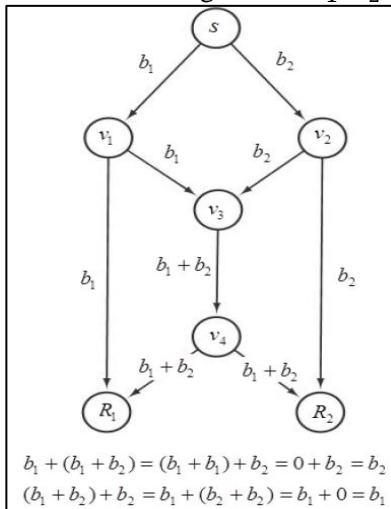 s
b₁ b₂
v₁ v₂
b₁ b₂
v₃
b₁ + b₂
b₁ b₂
v₄
b₁ + b₂ b₁ + b₂
R₁ R₂
b₁ + (b₁ + b₂) = (b₁ + b₁) + b₂ = 0 + b₂ = b₂
(b₁ + b₂) + b₂ = b₁ + (b₂ + b₂) = b₁ + 0 = b₁